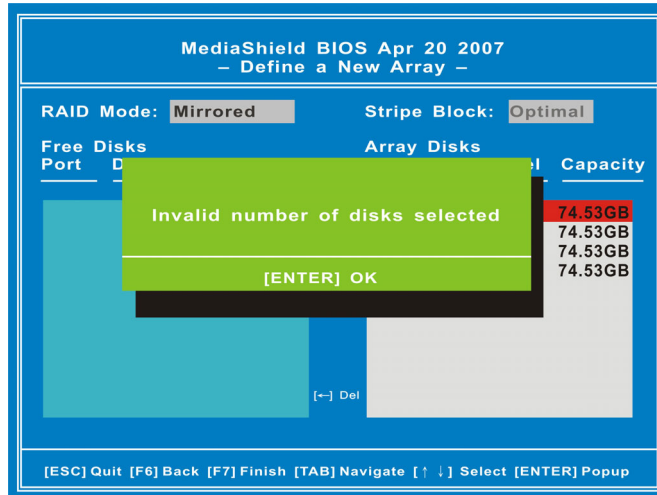 MediaShield BIOS Apr 20 2007
– Define a New Array –
RAID Mode: Mirrored Stripe Block: Optimal
Free Disks Array Disks
Port Capacity
Invalid number of disks selected
[ENTER] OK
74.53GB
74.53GB
74.53GB
74.53GB
[←] Del
[ESC] Quit [F6] Back [F7] Finish [TAB] Navigate [↑ ↓] Select [ENTER] Popup